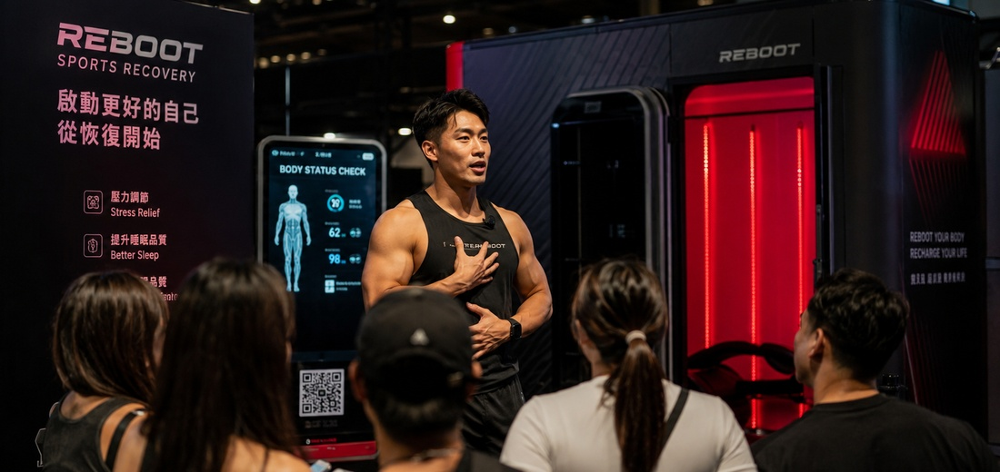 REBOOT
SPORTS RECOVERY
啟動更好的自己
從恢復開始
壓力調節
Stress Relief
提升睡眠品質
Better Sleep
品質
BODY STATUS CHECK
62
98
REBOOT
REBOOT YOUR BODY
RECHARGE YOUR LIFE